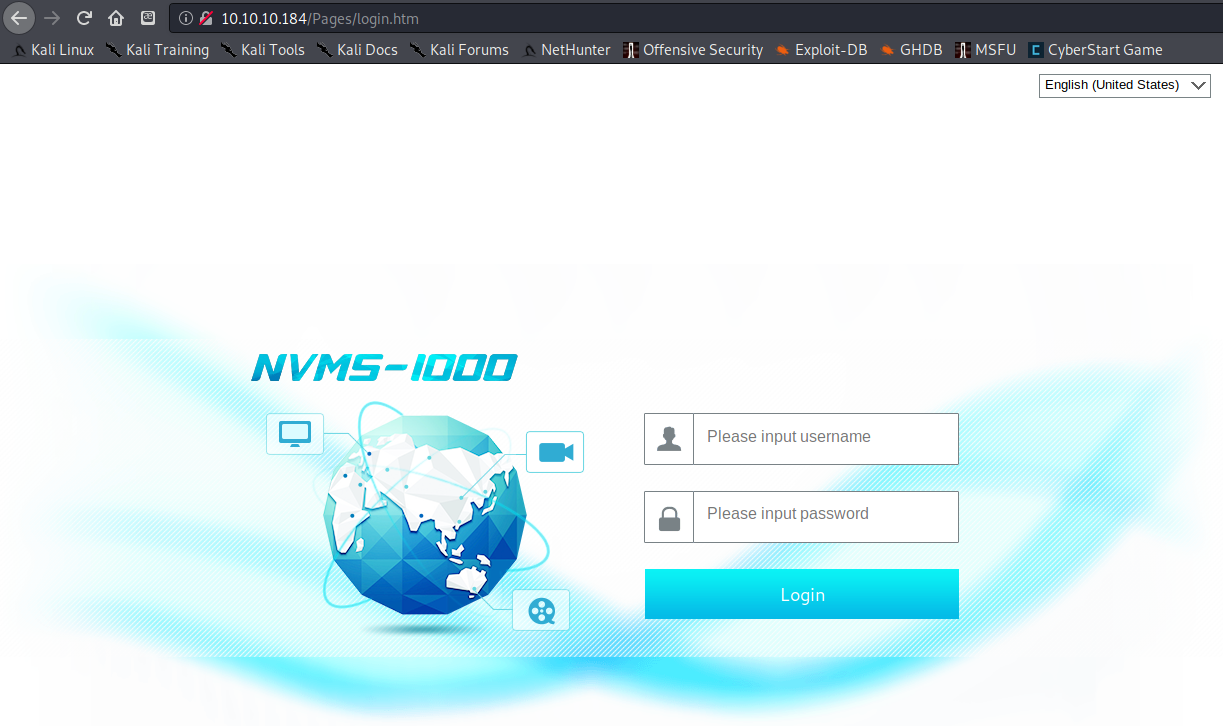 10.10.10.184/Pages/login.htm
Kali Linux Kali Training Kali Tools Kali Docs Kali Forums NetHunter Offensive Security Exploit-DB GHDB MSFU CyberStart Game
English (United States)
NVMS-1000
Please input username
Please input password
Login